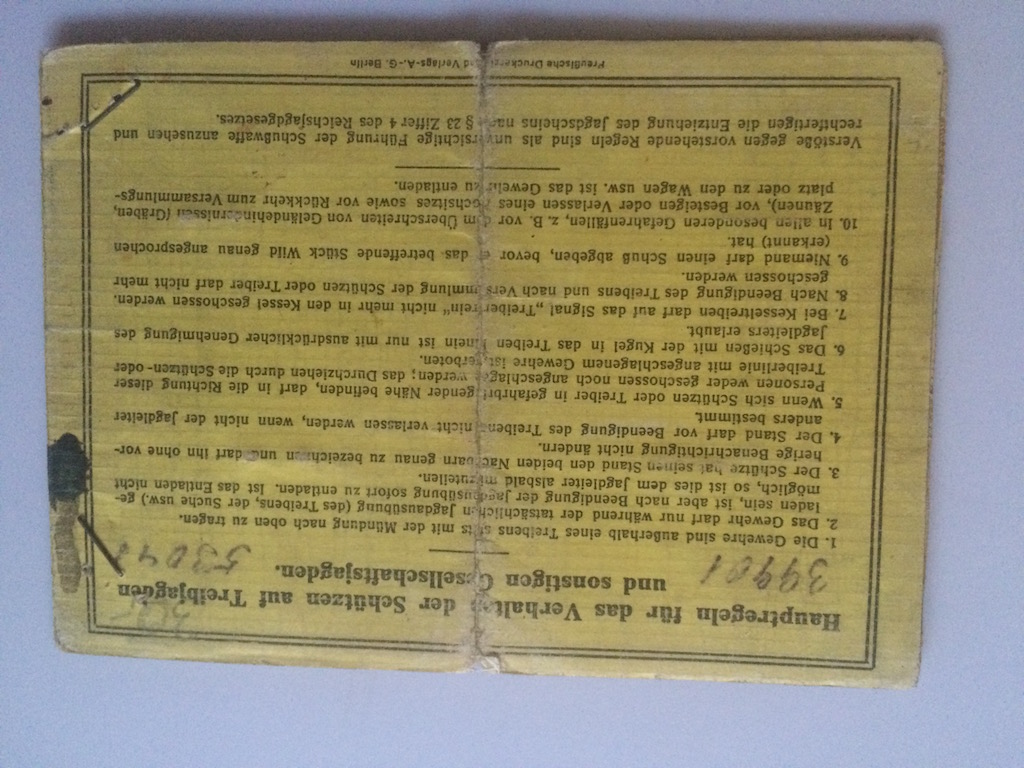 Hauptregeln für das Verhalten der Schützen auf Treibjagden
und sonstigen Gesellschaftsjagden.
39901
5304
1. Die Gewehre sind außerhalb eines Treibens stets mit der Mündung nach oben zu tragen.
2. Das Gewehr darf nur während der tatsächlichen Jagdausübung (des Treibens, der Suche usw.) ge-
laden sein, ist aber nach Beendigung der Jagdausübung sofort zu entladen. Ist das Entladen nicht
möglich, so ist dies dem Jagdleiter alsbald mitzuteilen.
3. Der Schütze hat seinen Stand den beiden Nachbarn genau zu bezeichnen und darf ihn ohne vor-
herige Benachrichtigung nicht ändern.
4. Der Stand darf vor Beendigung des Treibens nicht verlassen werden, wenn nicht der Jagdleiter
anders bestimmt.
5. Wenn sich Schützen oder Treiber in gefahrbringender Nähe befinden, darf in die Richtung dieser
Personen weder geschossen noch angeschlagen werden; das Durchziehen durch die Schützen- oder
Treiberlinie mit angeschlagenem Gewehre ist verboten.
6. Das Schießen mit der Kugel in das Treiben hinein ist nur mit ausdrücklicher Genehmigung des
Jagdleiters erlaubt.
7. Bei Kesseltreiben darf auf das Signal „Treiber rein" nicht mehr in den Kessel geschossen werden.
8. Nach Beendigung des Treibens und nach Versammlung der Schützen oder Treiber darf nicht mehr
geschossen werden.
9. Niemand darf einen Schuß abgeben, bevor er das betreffende Stück Wild genau angesprochen
(erkannt) hat.
10. In allen besonderen Gefahrenfällen, z. B. vor dem Überschreiten von Geländehindernissen (Gräben,
Zäunen), vor Besteigen oder Verlassen eines Hochsitzes sowie vor Rückkehr zum Versammlungs-
platz oder zu den Wagen usw. ist das Gewehr zu entladen.
Verstöße gegen vorstehende Regeln sind als unvorsichtige Führung der Schußwaffe anzusehen und
rechtfertigen die Entziehung des Jagdscheins nach § 23 Ziffer 4 des Reichsjagdgesetzes.
Preußische Druckerei- und Verlags-A.-G. Berlin